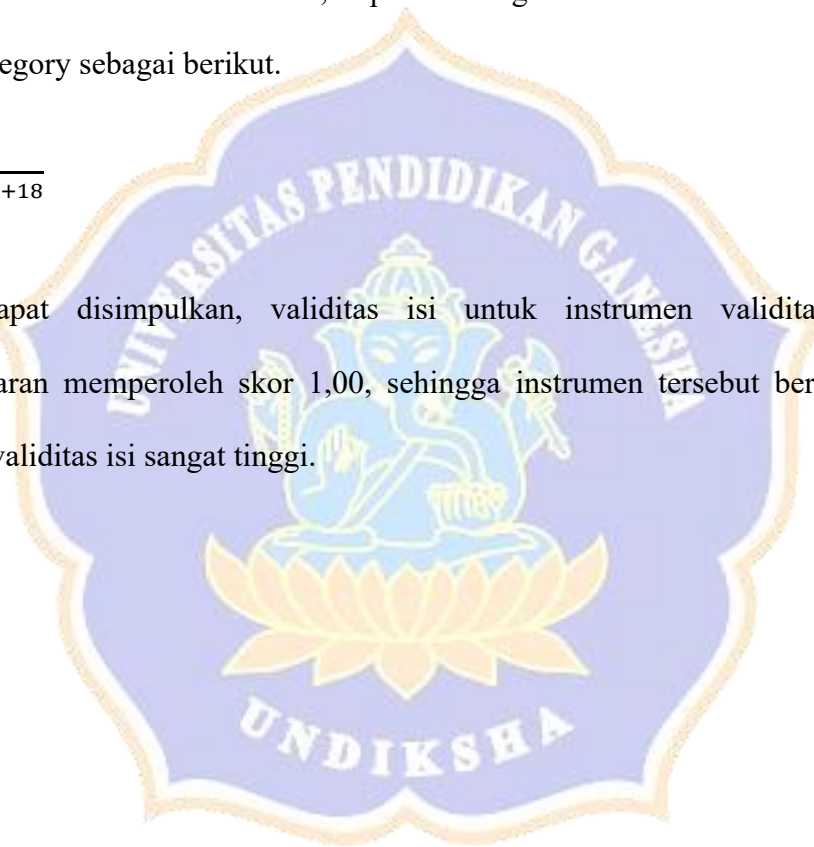 egory sebagai berikut.
+18
apat disimpulkan, validitas isi untuk instrumen validita
aran memperoleh skor 1,00, sehingga instrumen tersebut ber
validitas isi sangat tinggi.
UNIVERSITAS PENDIDIKAN GANESHA
UNDIKSHA